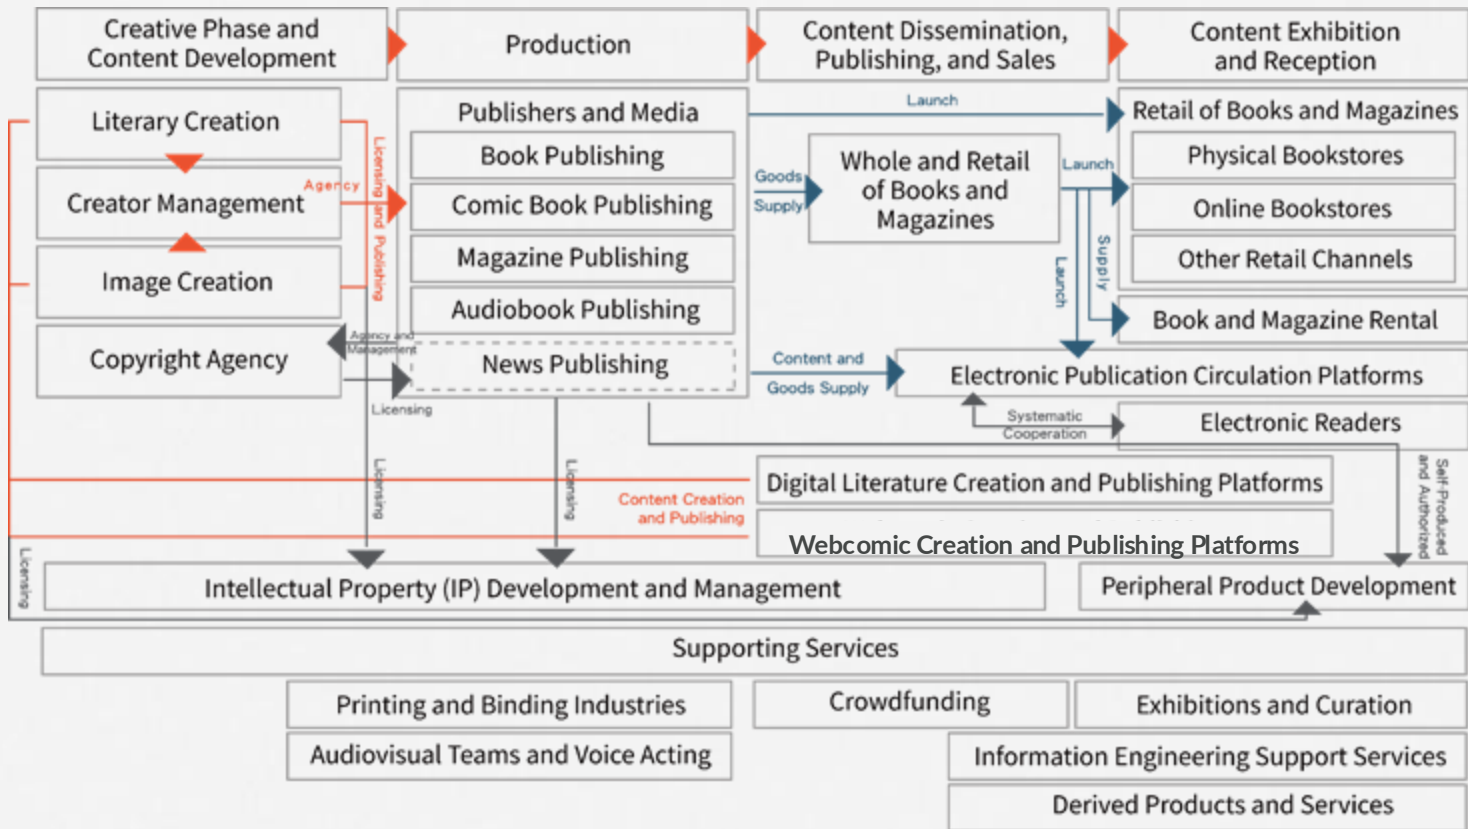 Creative Phase and
Content Development
Production
Content Dissemination,
Publishing, and Sales
Content Exhibition
and Reception
Literary Creation
Creator Management
Image Creation
Copyright Agency
Agency
Licensing and Publishing
Agency and
Management
Licensing
Publishers and Media
Book Publishing
Comic Book Publishing
Magazine Publishing
Audiobook Publishing
News Publishing
Launch
Goods
Supply
Whole and Retail
of Books and
Magazines
Launch
Launch
Supply
Content and
Goods Supply
Retail of Books and Magazines
Physical Bookstores
Online Bookstores
Other Retail Channels
Book and Magazine Rental
Electronic Publication Circulation Platforms
Systematic
Cooperation
Electronic Readers
Licensing
Licensing
Content Creation
and Publishing
Digital Literature Creation and Publishing Platforms
Webcomic Creation and Publishing Platforms
Self-Produced
and Authorized
Licensing
Intellectual Property (IP) Development and Management
Peripheral Product Development
Supporting Services
Printing and Binding Industries
Crowdfunding
Exhibitions and Curation
Audiovisual Teams and Voice Acting
Information Engineering Support Services
Derived Products and Services